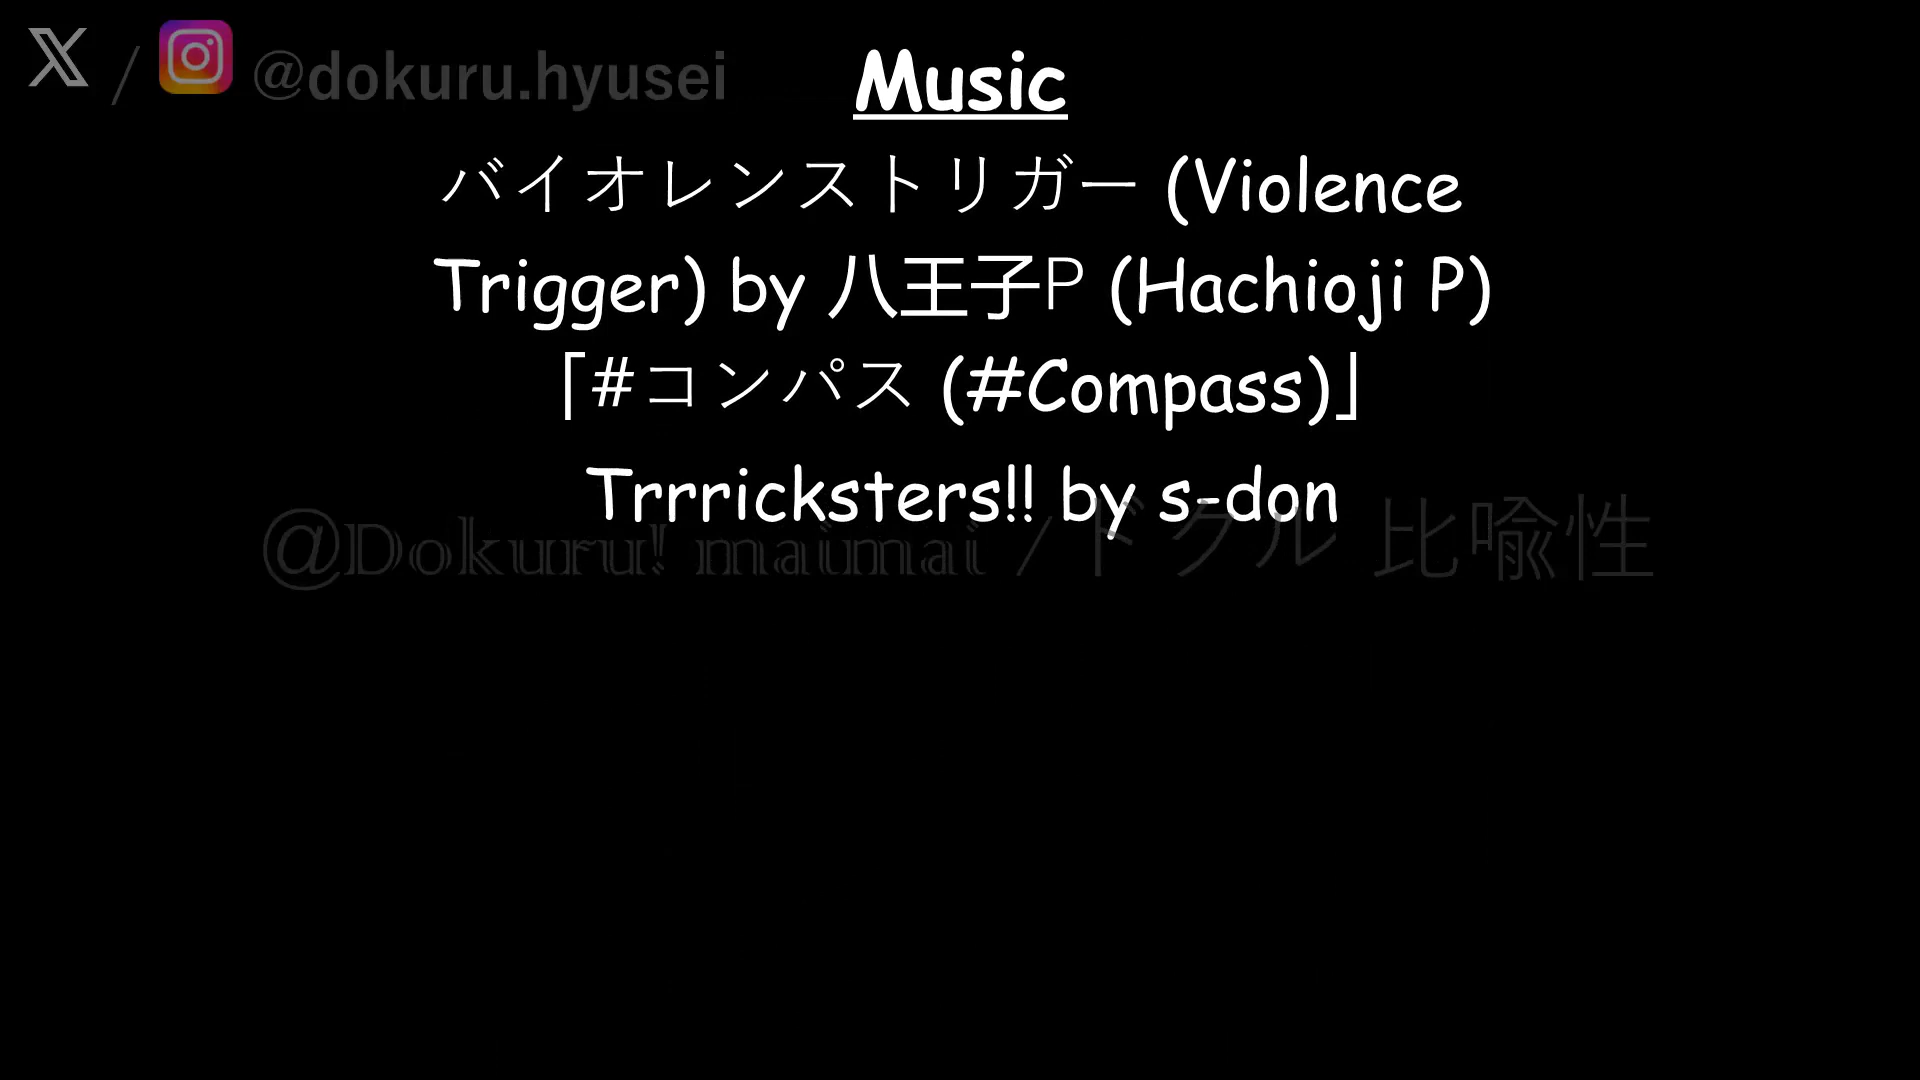 X / @dokuru.hyusei
Music
バイオレンストリガー (Violence
Trigger) by 八王子P (Hachioji P)
｢#コンパス (#Compass)｣
Trrricksters!! by s-don
@Dokuru! maimai /ドクル 比喩性